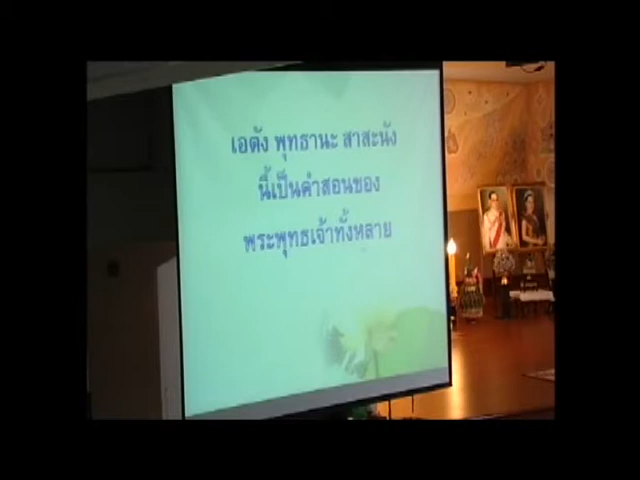 เอตัง พุทธานะ สาสะนัง
นี้เป็นคำสอนของ
พระพุทธเจ้าทั้งหลาย